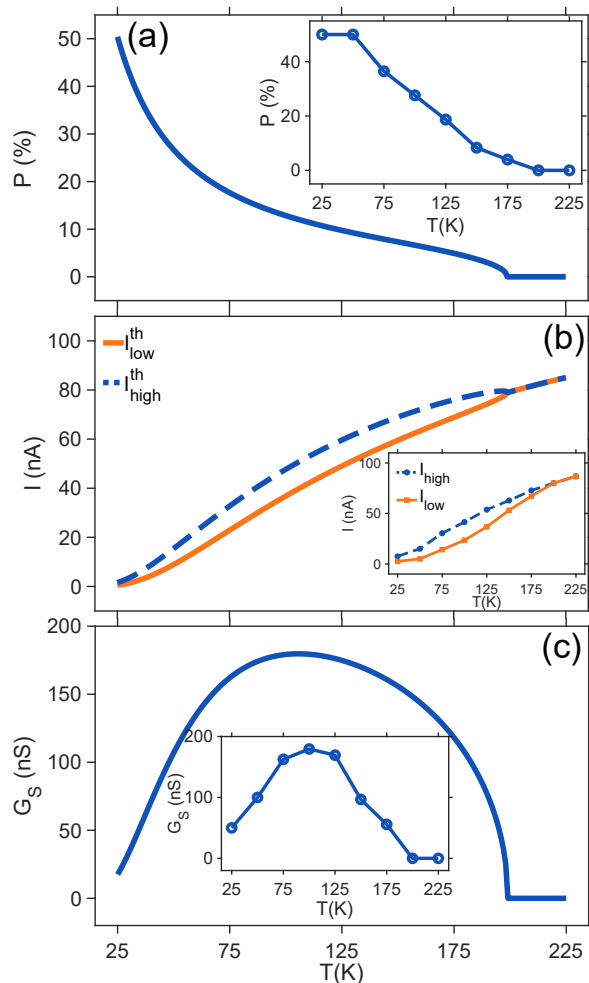 (a)
P (%)
50
40
30
20
10
0
P (%)
40
20
0
25 75 125 175 225
T(K)
(b)
I (nA)
100
80
60
40
20
0
I^th_low
I^th_high
I (nA)
100
50
0
I_high
I_low
25 75 125 175 225
T(K)
(c)
G_S (nS)
200
150
100
50
0
G_S (nS)
200
100
0
25 75 125 175 225
T(K)
25 75 125 175 225
T(K)